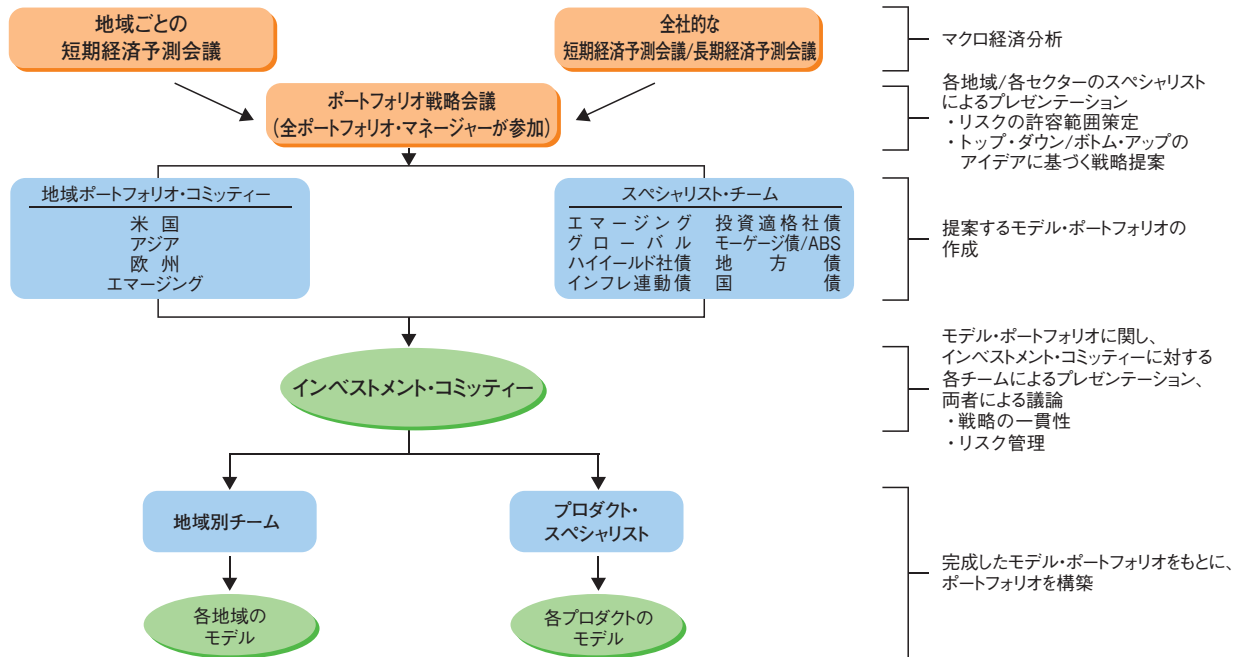 地域ごとの
短期経済予測会議
全社的な
短期経済予測会議/長期経済予測会議
マクロ経済分析
ポートフォリオ戦略会議
(全ポートフォリオ・マネージャーが参加)
各地域/各セクターのスペシャリスト
によるプレゼンテーション
・リスクの許容範囲策定
・トップ・ダウン/ボトム・アップの
アイデアに基づく戦略提案
地域ポートフォリオ・コミッティー
米 国
アジア
欧 州
エマージング
スペシャリスト・チーム
エマージング 投資適格社債
グローバル モーゲージ債/ABS
ハイイールド社債 地方債
インフレ連動債 国債
提案するモデル・ポートフォリオの
作成
インベストメント・コミッティー
モデル・ポートフォリオに関し、
インベストメント・コミッティーに対する
各チームによるプレゼンテーション、
両者による議論
・戦略の一貫性
・リスク管理
地域別チーム
プロダクト・
スペシャリスト
各地域の
モデル
各プロダクトの
モデル
完成したモデル・ポートフォリオをもとに、
ポートフォリオを構築